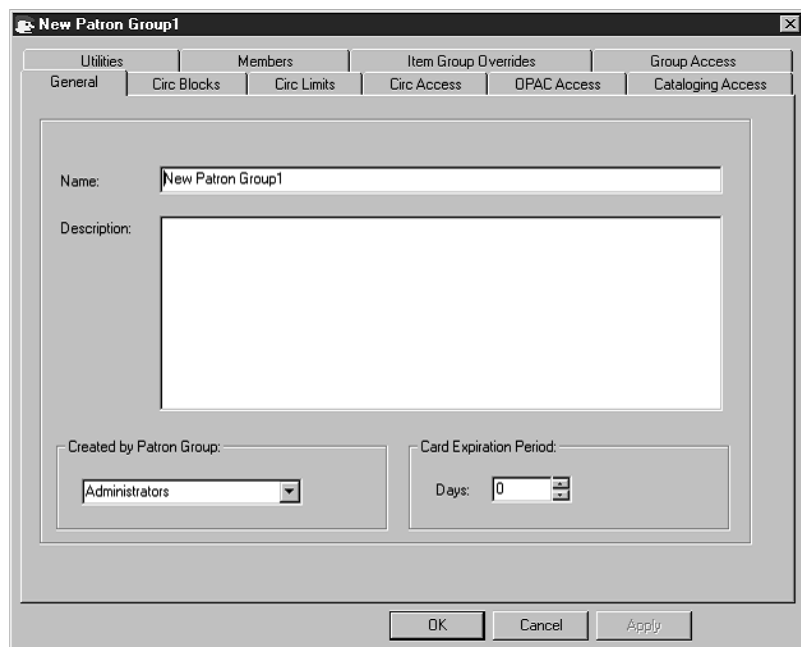 New Patron Group1
Utilities Members Item Group Overrides Group Access
General Circ Blocks Circ Limits Circ Access OPAC Access Cataloging Access
Name: New Patron Group1
Description:
Created by Patron Group: Card Expiration Period:
Administrators Days: 0
OK Cancel Apply